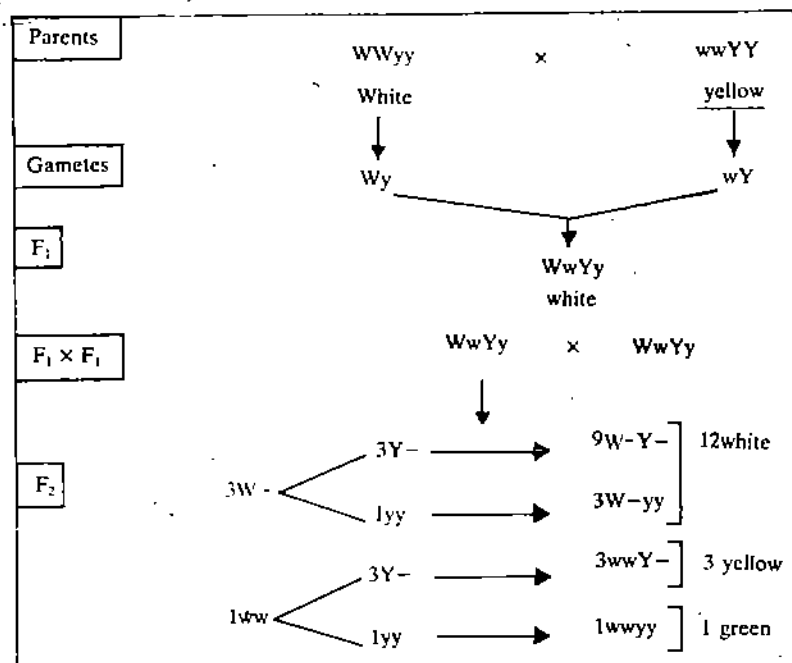 Parents
WWyy × wwYY
White yellow
Gametes
Wy wY
F₁
WwYy
white
F₁ × F₁
WwYy × WwYy
F₂
3W- 3Y– 9W-Y– 12white
1yy 3W–yy
1ww 3Y– 3wwY– 3 yellow
1yy 1wwyy 1 green